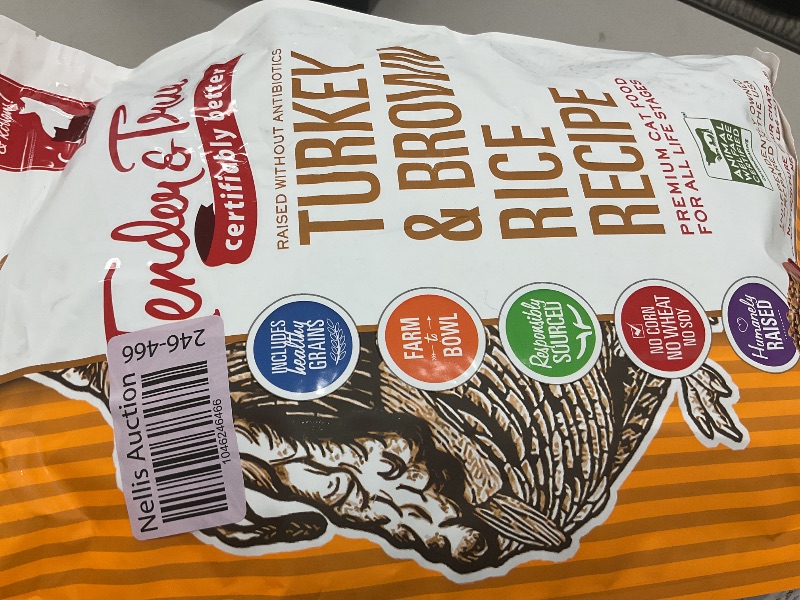 Tender & True
certifiably better
RAISED WITHOUT ANTIBIOTICS
TURKEY
& BROWN
RICE
RECIPE
PREMIUM CAT FOOD
FOR ALL LIFE STAGES
INCLUDES
healthy
GRAINS
FARM
to
BOWL
Responsibly
SOURCED
NO CORN
NO WHEAT
NO SOY
Humanely
RAISED
Nellis Auction
246-466
1046246466